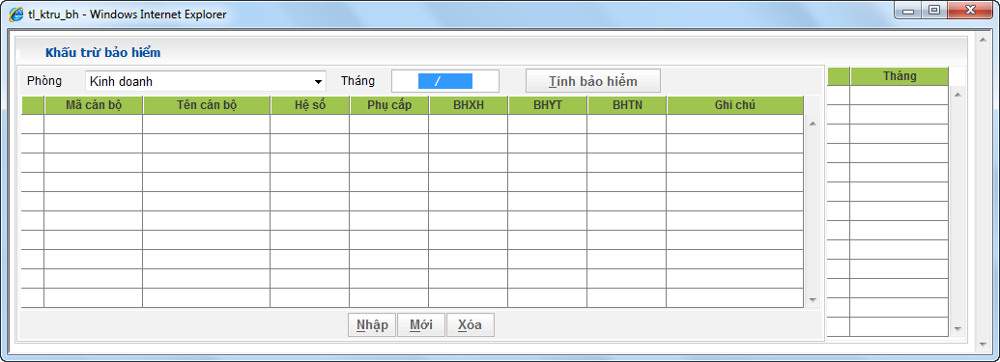 tl_ktru_bh - Windows Internet Explorer
Khấu trừ bảo hiểm
Phòng Kinh doanh Tháng / Tính bảo hiểm
Mã cán bộ Tên cán bộ Hệ số Phụ cấp BHXH BHYT BHTN Ghi chú
Tháng
Nhập Mới Xóa